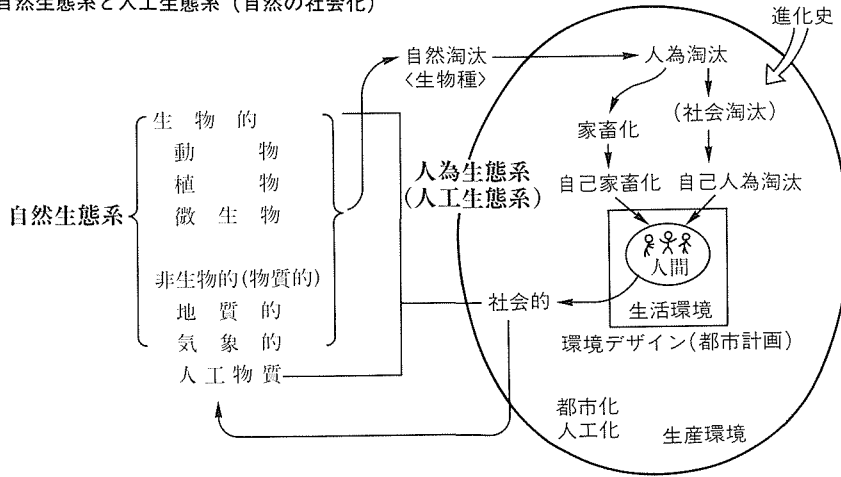 自然生態系と人工生態系（自然の社会化）
進化史
自然淘汰
<生物種>
人為淘汰
(社会淘汰)
家畜化
自己家畜化
自己人為淘汰
生物的
動物
植物
微生物
自然生態系
人為生態系
(人工生態系)
非生物的(物質的)
地質的
気象的
人工物質
社会的
人間
生活環境
環境デザイン(都市計画)
都市化
人工化
生産環境